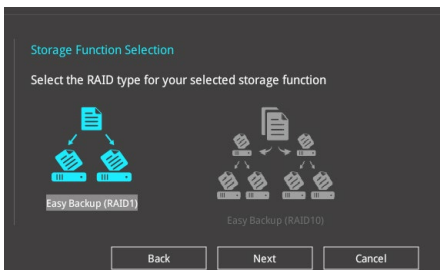 Storage Function Selection
Select the RAID type for your selected storage function
Easy Backup (RAID1)
Easy Backup (RAID10)
Back
Next
Cancel